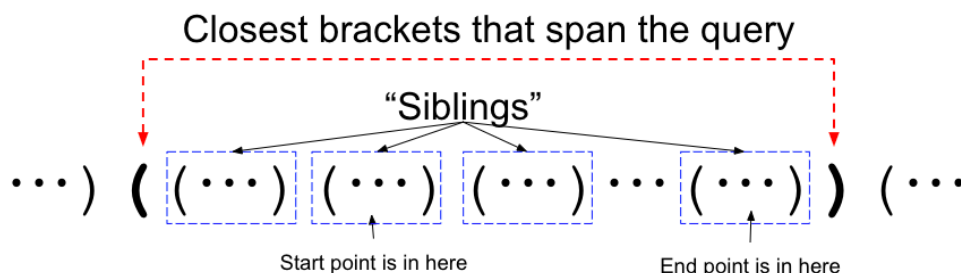 Closest brackets that span the query
“Siblings”
···) ( (···) (···) (···) ··· (···) ) (···
Start point is in here
End point is in here